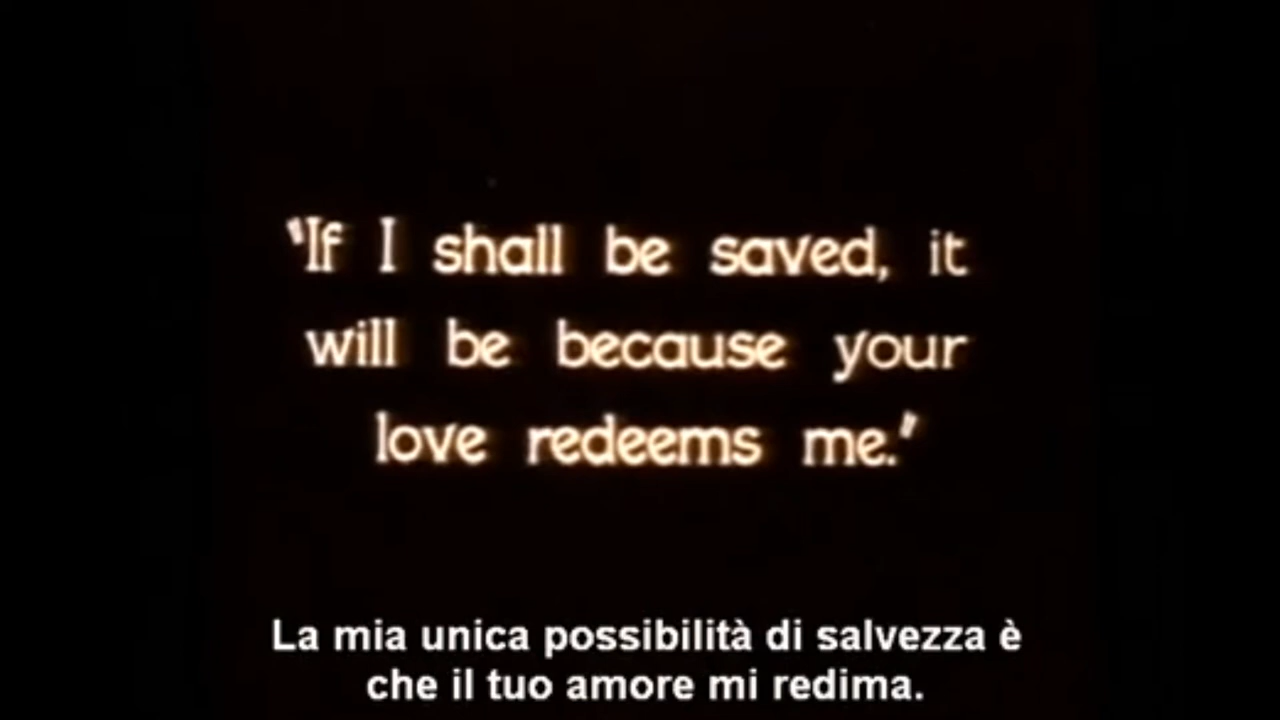 'If I shall be saved, it
will be because your
love redeems me.'
La mia unica possibilità di salvezza è
che il tuo amore mi redima.